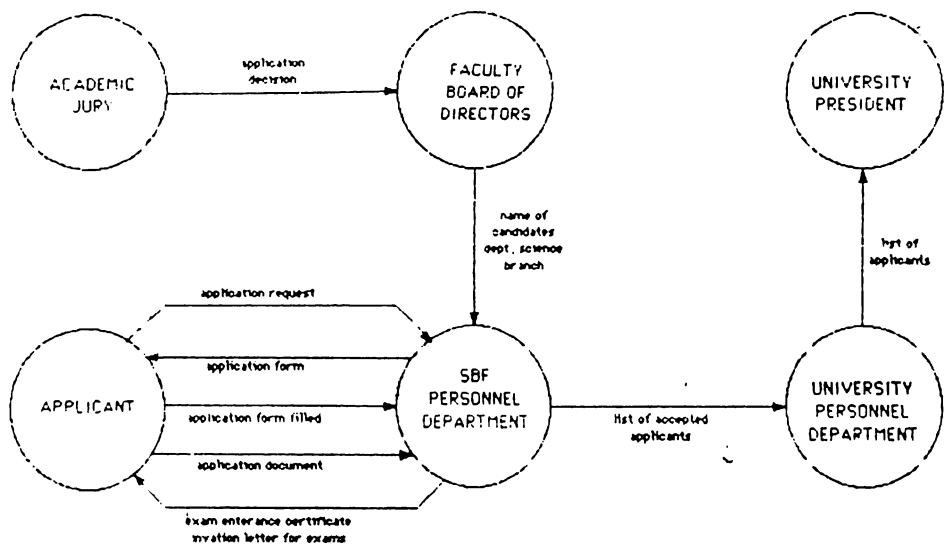 ACADEMIC
JURY
application
decision
FACULTY
BOARD OF
DIRECTORS
UNIVERSITY
PRESIDENT
name of
candidates
dept, science
branch
list of
applicants
application request
application form
APPLICANT
application form filled
application document
exam enterance certificate
invation letter for exams
SBF
PERSONNEL
DEPARTMENT
list of accepted
applicants
UNIVERSITY
PERSONNEL
DEPARTMENT